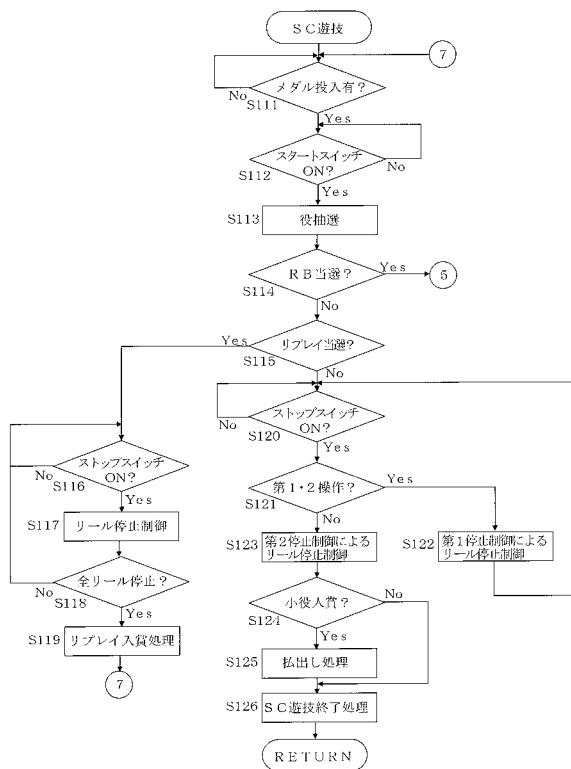 ＳＣ遊技
7
メダル投入有？
No
S111
Yes
スタートスイッチ
ON？
No
S112
Yes
S113
役抽選
ＲＢ当選？
Yes
5
S114
No
Yes
リプレイ当選？
S115
No
ストップスイッチ
ON？
No
S120
Yes
ストップスイッチ
ON？
No
S116
Yes
第１・２操作？
Yes
S121
No
S117
リール停止制御
S123
第２停止制御による
リール停止制御
S122
第１停止制御による
リール停止制御
全リール停止？
No
S118
Yes
小役入賞？
No
S124
Yes
S119
リプレイ入賞処理
S125
払出し処理
7
S126
ＳＣ遊技終了処理
ＲＥＴＵＲＮ